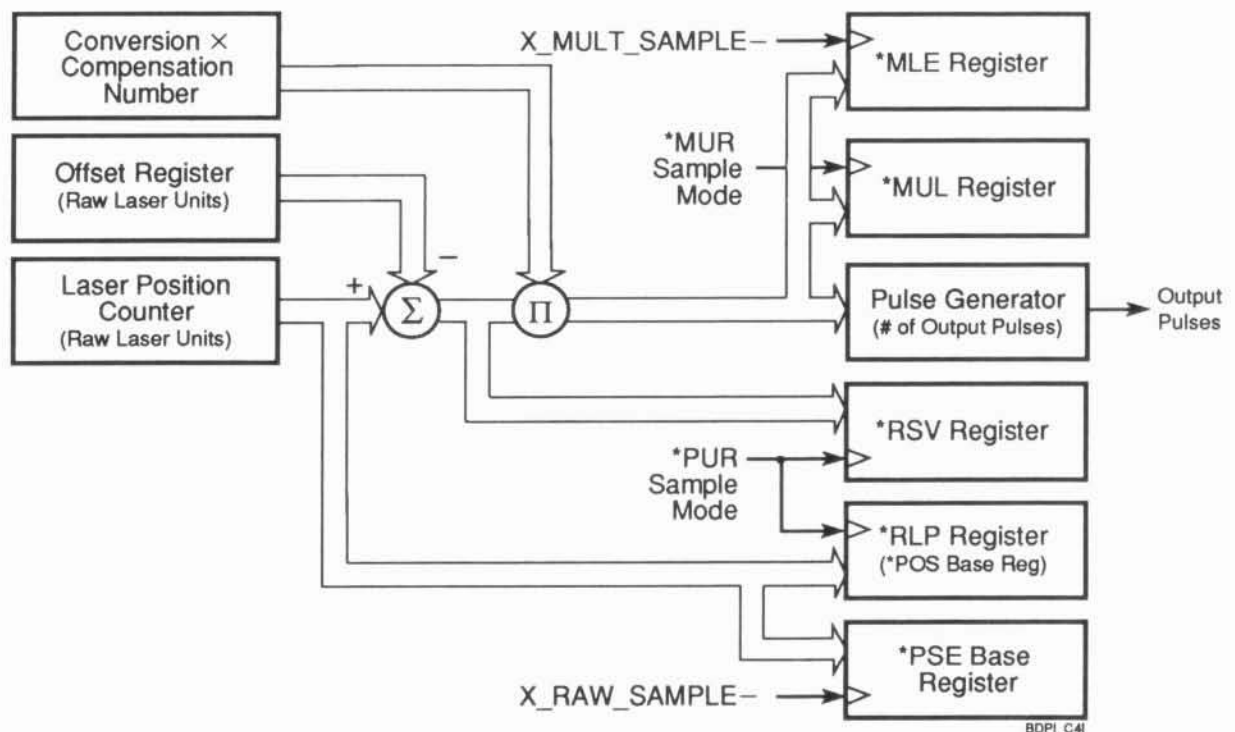 Conversion ×
Compensation
Number
Offset Register
(Raw Laser Units)
Laser Position
Counter
(Raw Laser Units)
+
−
Σ
Π
X_MULT_SAMPLE−
*MLE Register
*MUR
Sample
Mode
*MUL Register
Pulse Generator
(# of Output Pulses)
Output
Pulses
*RSV Register
*PUR
Sample
Mode
*RLP Register
(*POS Base Reg)
*PSE Base
Register
X_RAW_SAMPLE−
BDPL C4I